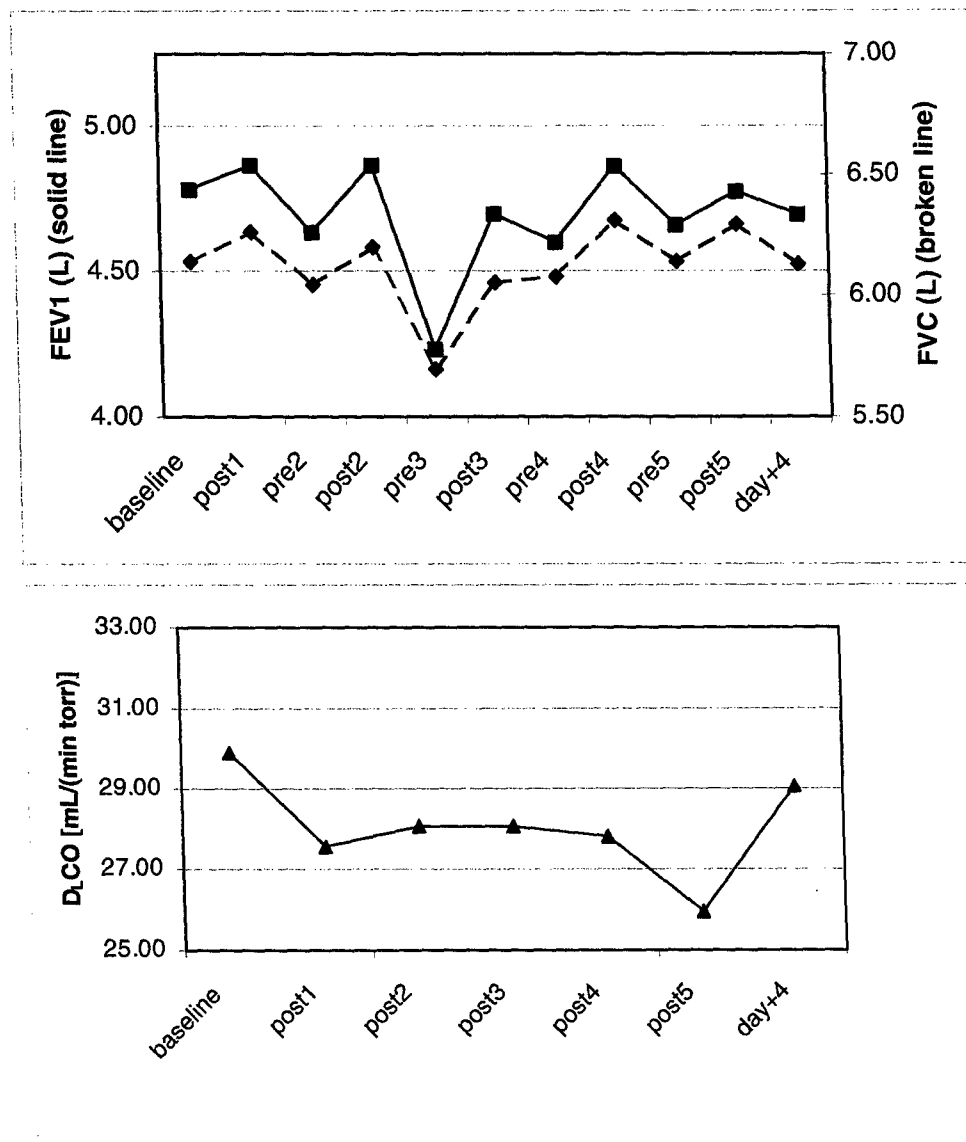 FEV1 (L) (solid line)
5.00
4.50
4.00
7.00
6.50
6.00
5.50
FVC (L) (broken line)
baseline
post1
pre2
post2
pre3
post3
pre4
post4
pre5
post5
day+4
DLCO [mL/(min torr)]
33.00
31.00
29.00
27.00
25.00
baseline
post1
post2
post3
post4
post5
day+4